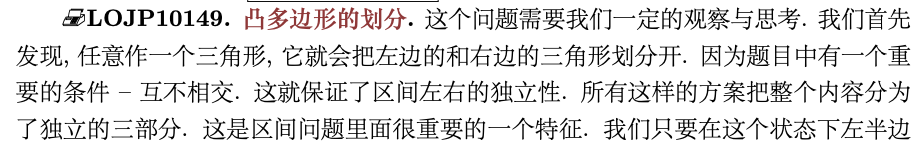 LOJP10149. 凸多边形的划分. 这个问题需要我们一定的观察与思考. 我们首先
发现, 任意作一个三角形, 它就会把左边的和右边的三角形划分开. 因为题目中有一个重
要的条件 – 互不相交. 这就保证了区间左右的独立性. 所有这样的方案把整个内容分为
了独立的三部分. 这是区间问题里面很重要的一个特征. 我们只要在这个状态下左半边